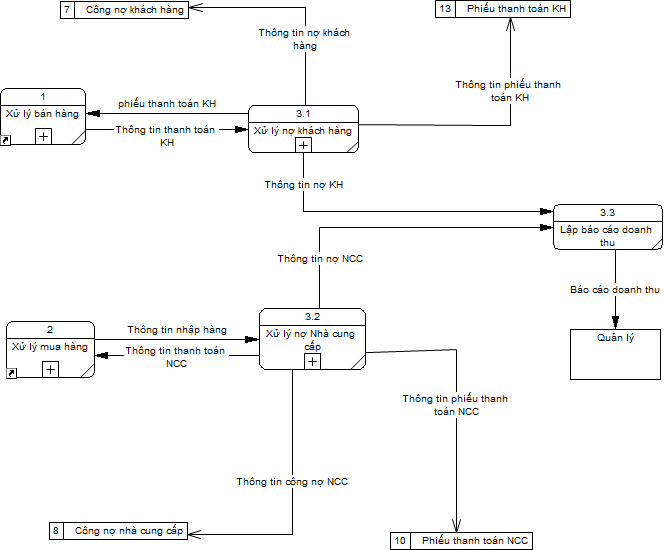 7 Công nợ khách hàng
13 Phiếu thanh toán KH
Thông tin nợ khách
hàng
Thông tin phiếu thanh
toán KH
1
Xử lý bán hàng
phiếu thanh toán KH
Thông tin thanh toán
KH
3.1
Xử lý nợ khách hàng
Thông tin nợ KH
3.3
Lập báo cáo doanh
thu
Thông tin nợ NCC
Báo cáo doanh thu
2
Xử lý mua hàng
Thông tin nhập hàng
Thông tin thanh toán
NCC
3.2
Xử lý nợ Nhà cung
cấp
Quản lý
Thông tin phiếu thanh
toán NCC
Thông tin công nợ NCC
8 Công nợ nhà cung cấp
10 Phiếu thanh toán NCC